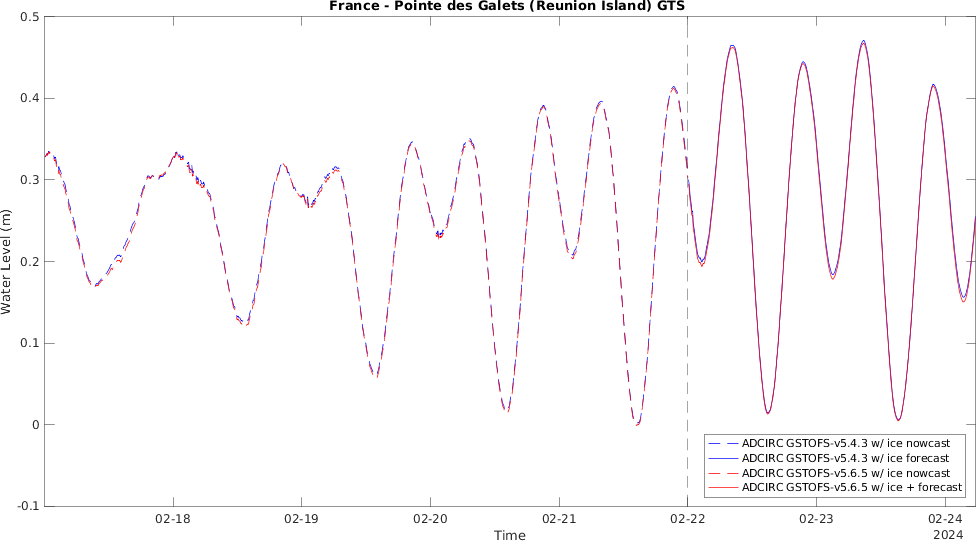 France - Pointe des Galets (Reunion Island) GTS
0.5
0.4
0.3
0.2
0.1
0
-0.1
Water Level (m)
02-18
02-19
02-20
02-21
02-22
02-23
02-24
Time
2024
ADCIRC GSTOFS-v5.4.3 w/ ice nowcast
ADCIRC GSTOFS-v5.4.3 w/ ice forecast
ADCIRC GSTOFS-v5.6.5 w/ ice nowcast
ADCIRC GSTOFS-v5.6.5 w/ ice + forecast